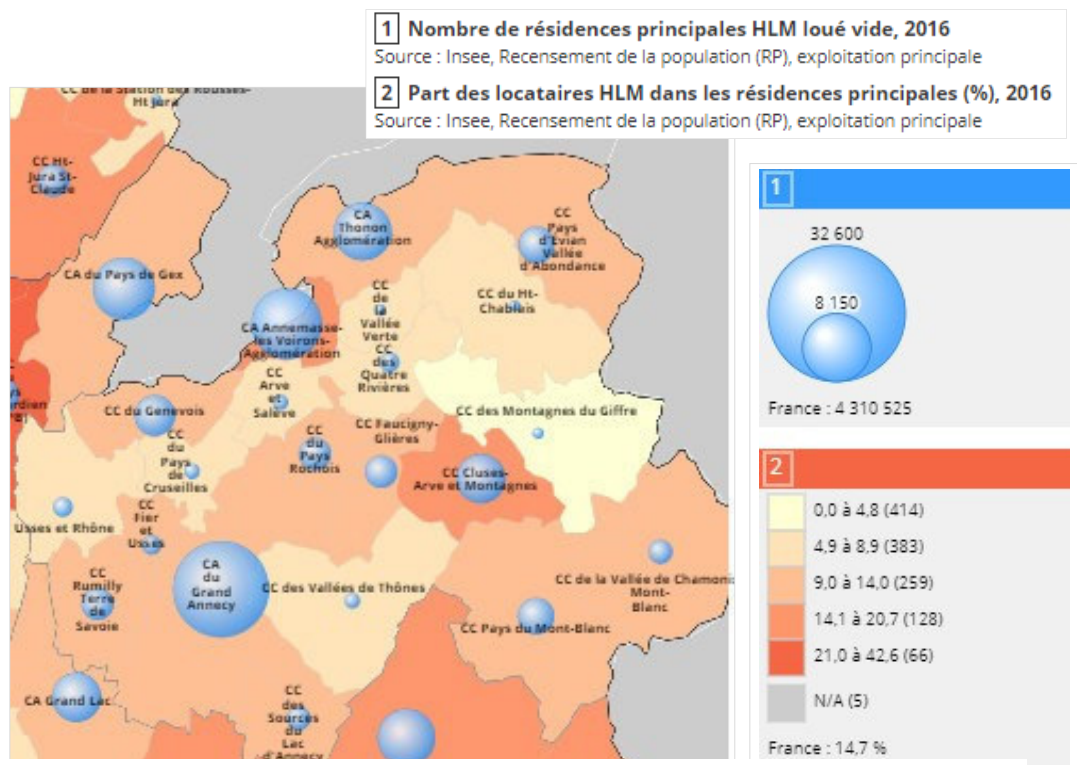 1 Nombre de résidences principales HLM loué vide, 2016
Source : Insee, Recensement de la population (RP), exploitation principale
2 Part des locataires HLM dans les résidences principales (%), 2016
Source : Insee, Recensement de la population (RP), exploitation principale
CC de la Station des Rousses-
Ht Jura
CC Ht-
Jura St-
Claude
CA du Pays de Gex
CA
Thonon
Agglomération
CC
Pays
d'Evian
Vallée
d'Abondance
CC
de
la
Vallée
Verte
CC du Ht-
Chablais
CA Annemasse-
les Voirons-
Agglomération
CC
des
Quatre
Rivières
CC
Arve
et
Salève
CC du Genevois
CC des Montagnes du Giffre
CC Faucigny-
Glières
CC
du
Pays
Rochois
CC
du
Pays
de
Cruseilles
CC Cluses-
Arve et Montagnes
Usses et Rhône
CC
Fier
et
Usses
CA
du
Grand
Annecy
CC des Vallées de Thônes
CC de la Vallée de Chamoni
Mont-
Blanc
CC
Rumilly
Terre
de
Savoie
CC Pays du Mont-Blanc
CA Grand Lac
CC
des
Sources
du
Lac
d'Annecy
1
32 600
8 150
France : 4 310 525
2
0,0 à 4,8 (414)
4,9 à 8,9 (383)
9,0 à 14,0 (259)
14,1 à 20,7 (128)
21,0 à 42,6 (66)
N/A (5)
France : 14,7 %